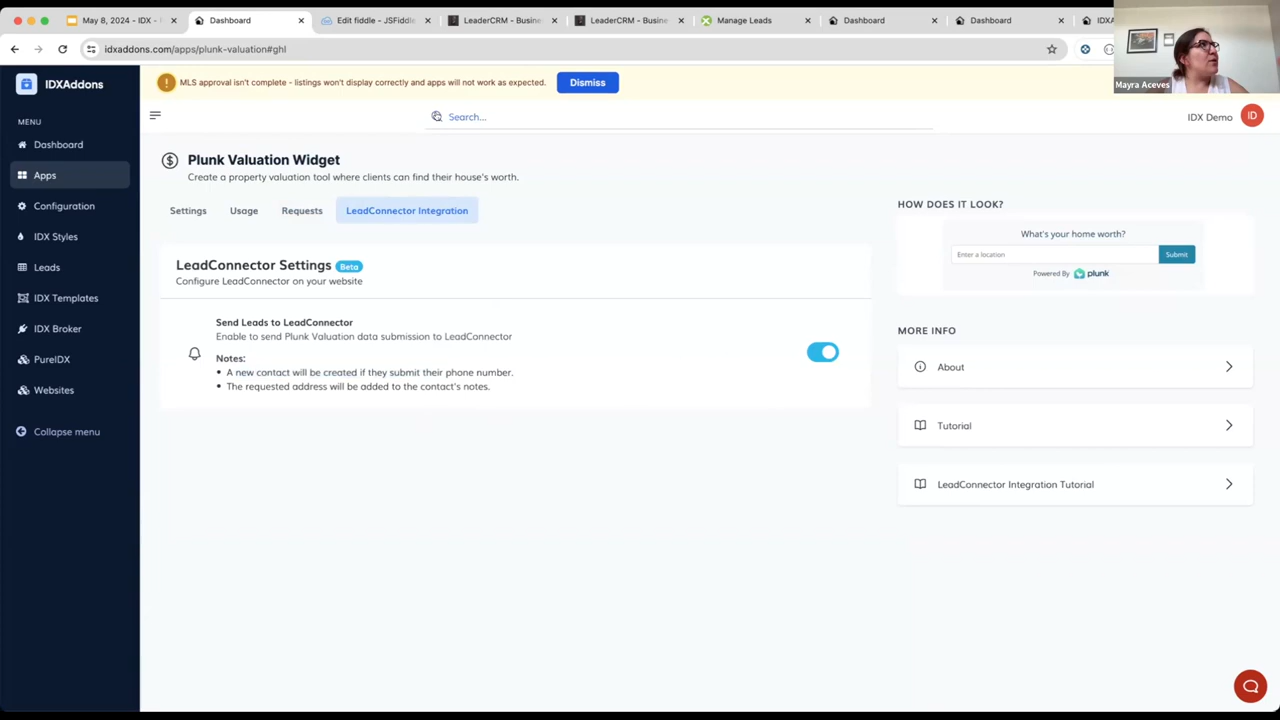 May 8, 2024 - IDX -
Dashboard
Edit fiddle - JSFiddle
LeaderCRM - Busine
LeaderCRM - Busine
Manage Leads
Dashboard
Dashboard
IDX
idxaddons.com/apps/plunk-valuation#ghl
Mayra Aceves
IDXAddons
MLS approval isn't complete - listings won't display correctly and apps will not work as expected.
Dismiss
MENU
Dashboard
Apps
Configuration
IDX Styles
Leads
IDX Templates
IDX Broker
PureIDX
Websites
Collapse menu
Search...
IDX Demo
ID
Plunk Valuation Widget
Create a property valuation tool where clients can find their house's worth.
Settings
Usage
Requests
LeadConnector Integration
LeadConnector Settings Beta
Configure LeadConnector on your website
Send Leads to LeadConnector
Enable to send Plunk Valuation data submission to LeadConnector
Notes:
• A new contact will be created if they submit their phone number.
• The requested address will be added to the contact's notes.
HOW DOES IT LOOK?
What's your home worth?
Enter a location
Submit
Powered By plunk
MORE INFO
About
Tutorial
LeadConnector Integration Tutorial